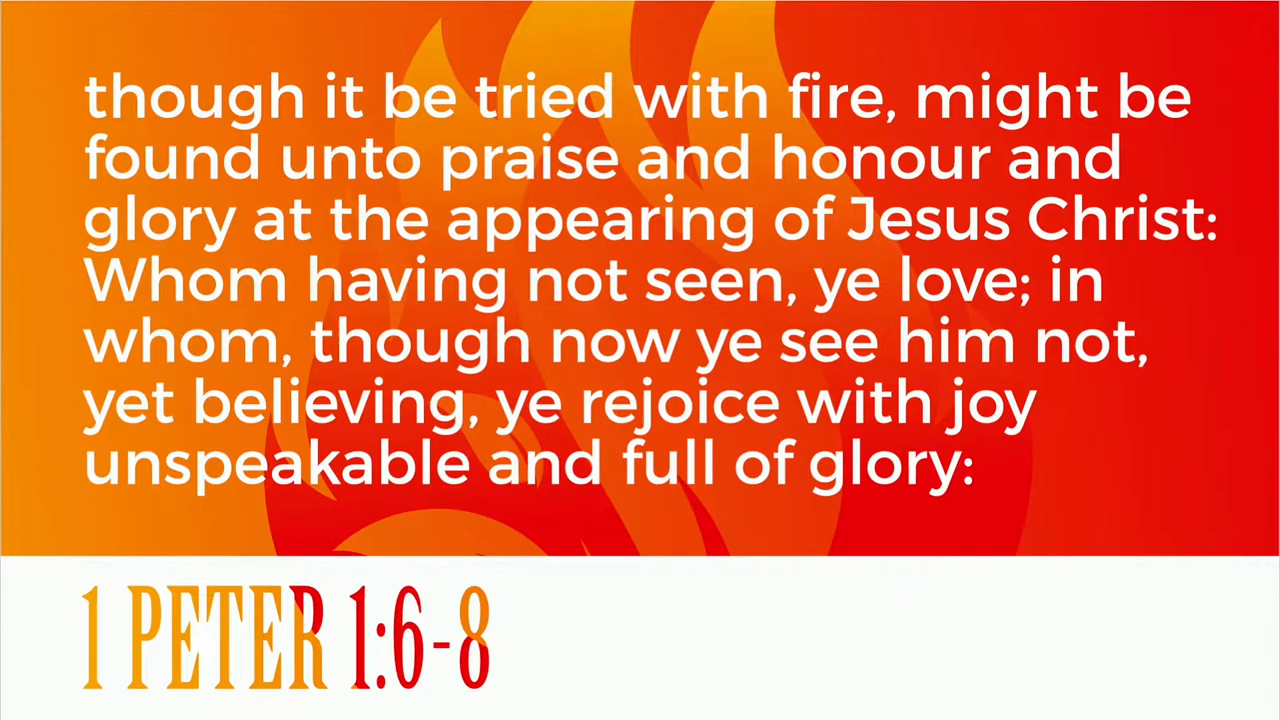 though it be tried with fire, might be
found unto praise and honour and
glory at the appearing of Jesus Christ:
Whom having not seen, ye love; in
whom, though now ye see him not,
yet believing, ye rejoice with joy
unspeakable and full of glory:
1 PETER 1:6-8